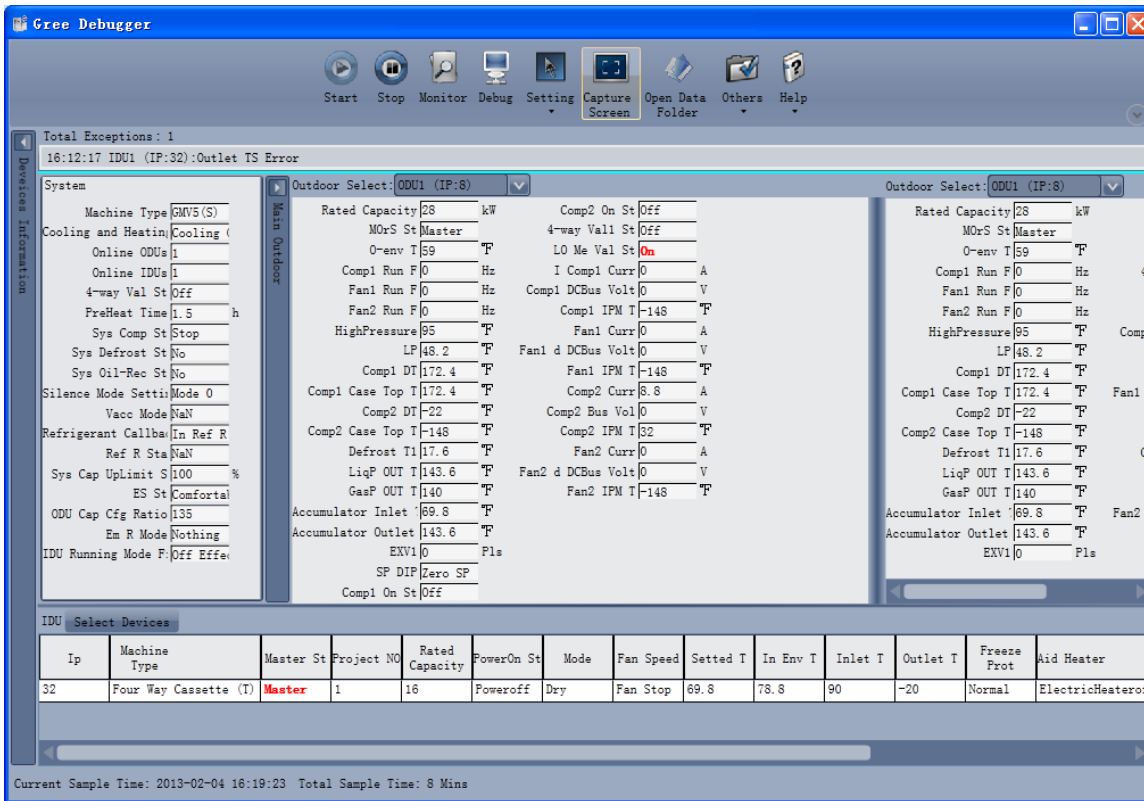 Gree Debugger
Start Stop Monitor Debug Setting Capture Screen Open Data Folder Others Help
Total Exceptions: 1
16:12:17 IDU1 (IP:32):Outlet TS Error
Deveices Information
System
Machine Type GMV5(S)
Cooling and Heatin Cooling
Online ODUs 1
Online IDUs 1
4-way Val St Off
PreHeat Time 1.5 h
Sys Comp St Stop
Sys Defrost St No
Sys Oil-Rec St No
Silence Mode Setti Mode 0
Vacc Mode NaN
Refrigerant Callba In Ref R
Ref R Sta NaN
Sys Cap UpLimit S 100 %
ES St Comforta
ODU Cap Cfg Ratio 135
Em R Mode Nothing
IDU Running Mode F: Off Effe
Main Outdoor
Outdoor Select: ODU1 (IP:8)
Rated Capacity 28 kW
MOrS St Master
O-env T 59 ℉
Comp1 Run F 0 Hz
Fan1 Run F 0 Hz
Fan2 Run F 0 Hz
HighPressure 95 ℉
LP 48.2 ℉
Comp1 DT 172.4 ℉
Comp1 Case Top T 172.4 ℉
Comp2 DT -22 ℉
Comp2 Case Top T -148 ℉
Defrost T1 17.6 ℉
LiqP OUT T 143.6 ℉
GasP OUT T 140 ℉
Accumulator Inlet 69.8 ℉
Accumulator Outlet 143.6 ℉
EXV1 0 Pls
SP DIP Zero SP
Comp1 On St Off
Comp2 On St Off
4-way Val1 St Off
LO Me Val St On
I Comp1 Curr 0 A
Comp1 DCBus Volt 0 V
Comp1 IPM T -148 ℉
Fan1 Curr 0 A
Fan1 d DCBus Volt 0 V
Fan1 IPM T -148 ℉
Comp2 Curr 8.8 A
Comp2 Bus Vol 0 V
Comp2 IPM T 32 ℉
Fan2 Curr 0 A
Fan2 d DCBus Volt 0 V
Fan2 IPM T -148 ℉
Outdoor Select: ODU1 (IP:8)
Rated Capacity 28 kW
MOrS St Master
O-env T 59 ℉
Comp1 Run F 0 Hz 4
Fan1 Run F 0 Hz
Fan2 Run F 0 Hz
HighPressure 95 ℉ Comp
LP 48.2 ℉
Comp1 DT 172.4 ℉
Comp1 Case Top T 172.4 ℉ Fan1
Comp2 DT -22 ℉
Comp2 Case Top T -148 ℉
Defrost T1 17.6 ℉
LiqP OUT T 143.6 ℉
GasP OUT T 140 ℉
Accumulator Inlet 69.8 ℉ Fan2
Accumulator Outlet 143.6 ℉
EXV1 0 Pls
IDU Select Devices
Ip Machine Type Master St Project NO Rated Capacity PowerOn St Mode Fan Speed Setted T In Env T Inlet T Outlet T Freeze Prot Aid Heater
32 Four Way Cassette (T) Master 1 16 Poweroff Dry Fan Stop 69.8 78.8 90 -20 Normal ElectricHeatero
Current Sample Time: 2013-02-04 16:19:23 Total Sample Time: 8 Mins